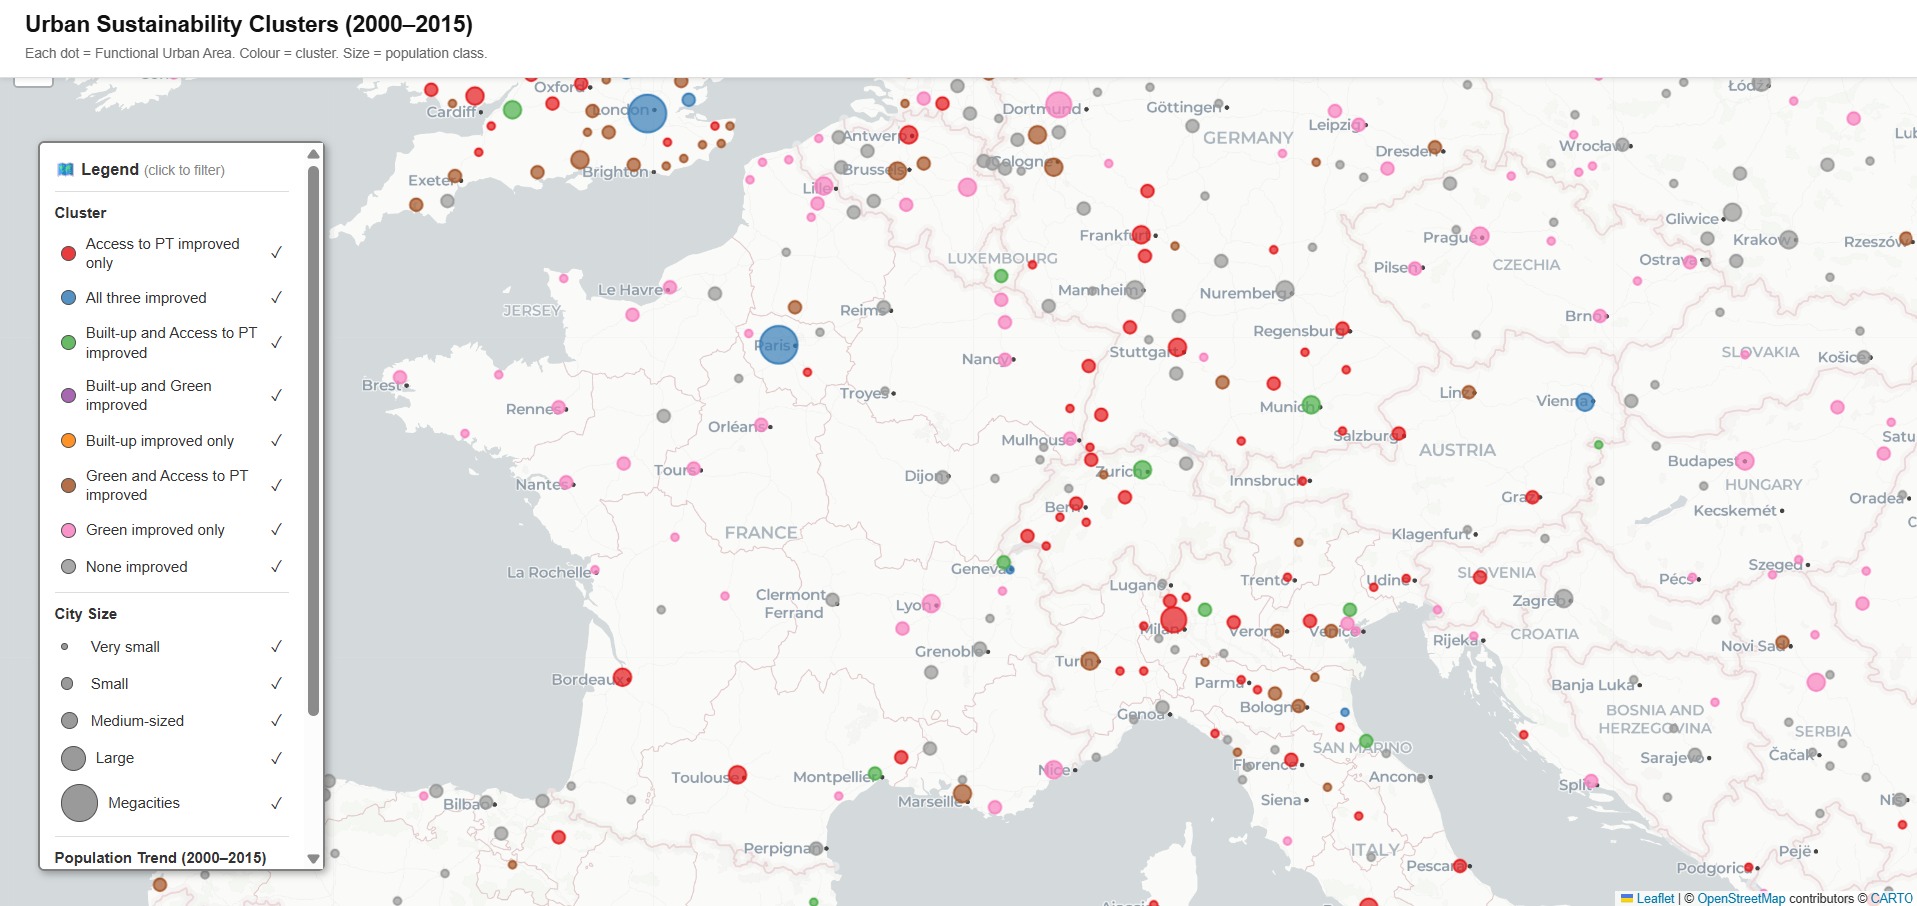 Urban Sustainability Clusters (2000–2015)
Each dot = Functional Urban Area. Colour = cluster. Size = population class.
Legend (click to filter)
Cluster
Access to PT improved
only
All three improved
Built-up and Access to PT
improved
Built-up and Green
improved
Built-up improved only
Green and Access to PT
improved
Green improved only
None improved
City Size
Very small
Small
Medium-sized
Large
Megacities
Population Trend (2000–2015)
Oxford
London
Cardiff
Exeter
Brighton
Antwerp
Brussels
Lille
Dortmund
Cologne
Göttingen
GERMANY
Leipzig
Dresden
Wrocław
Łódź
Gliwice
Krakow
Rzeszów
Frankfurt
Prague
Pilsen
CZECHIA
Ostrava
LUXEMBOURG
Mannheim
Nuremberg
Le Havre
JERSEY
Reims
Brno
Paris
Regensburg
Stuttgart
SLOVAKIA
Košice
Nancy
Brest
Rennes
Troyes
Linz
Vienna
Munich
Orléans
Mulhouse
Salzburg
AUSTRIA
Budapest
HUNGARY
Tours
Nantes
Dijon
Zurich
Innsbruck
Graz
Oradea
Kecskemét
Bern
FRANCE
Klagenfurt
La Rochelle
Geneva
Lugano
Trento
Udine
SLOVENIA
Pécs
Szeged
Clermont
Ferrand
Lyon
Zagreb
Milan
Verona
Venice
Rijeka
CROATIA
Novi Sad
Grenoble
Turin
Bordeaux
Parma
Banja Luka
Bologna
Genoa
BOSNIA AND
HERZEGOVINA
SERBIA
SAN MARINO
Florence
Sarajevo
Čačak
Toulouse
Montpellier
Nice
Ancona
Split
Niš
Bilbao
Marseille
Siena
Perpignan
ITALY
Pescara
Pejë
Podgorica
Leaflet | © OpenStreetMap contributors © CARTO